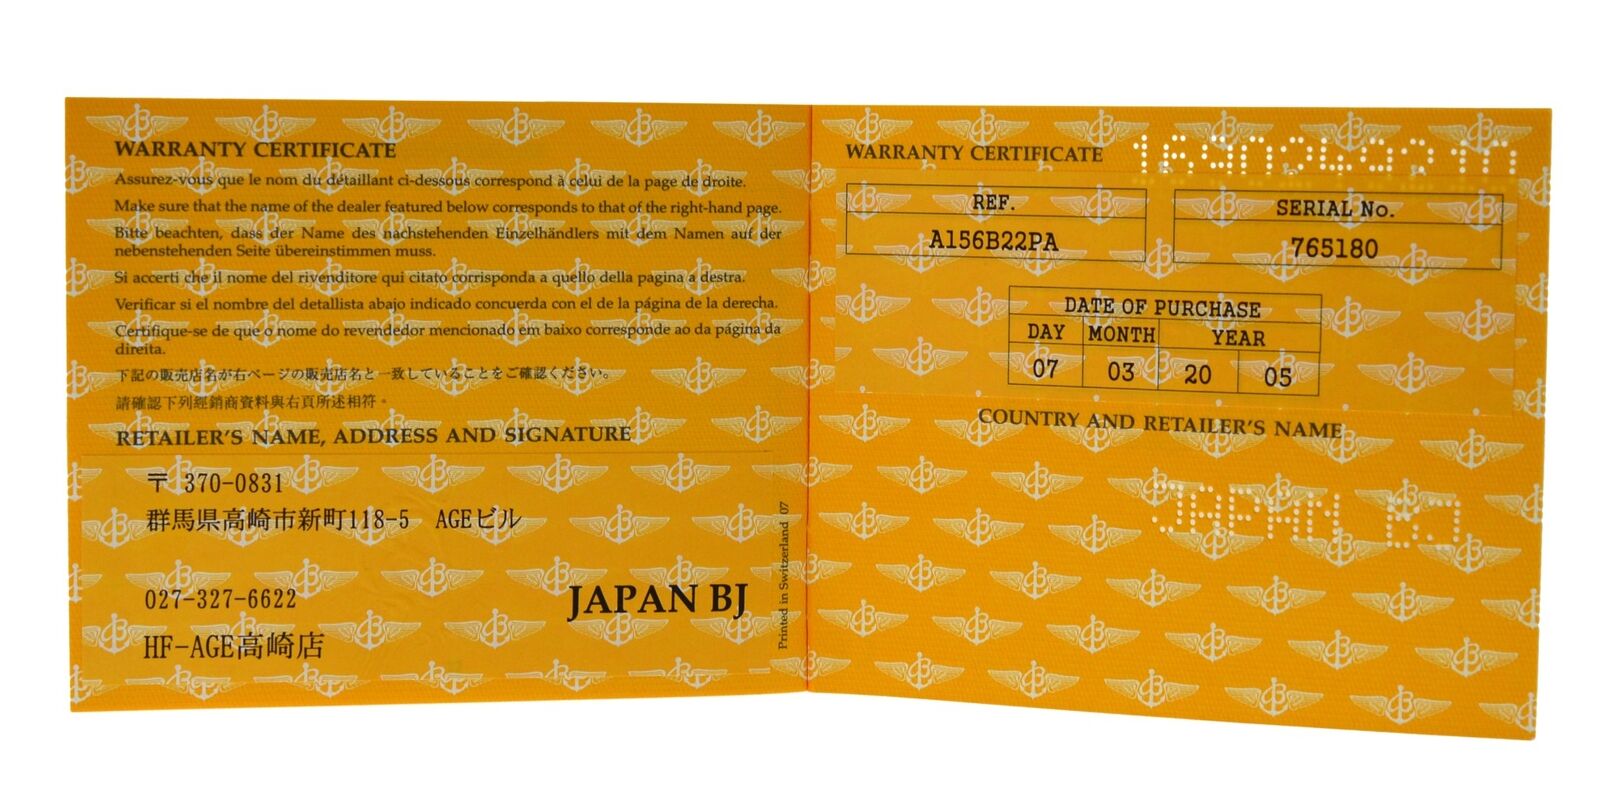 WARRANTY CERTIFICATE
Assurez-vous que le nom du détaillant ci-dessous correspond à celui de la page de droite.
Make sure that the name of the dealer featured below corresponds to that of the right-hand page.
Bitte beachten, dass der Name des nachstehenden Einzelhändlers mit dem Namen auf der
nebenstehenden Seite übereinstimmen muss.
Si accerti che il nome del rivenditore qui citato corrisponda a quello della pagina a destra.
Verificar si el nombre del detallista abajo indicado concuerda con el de la página de la derecha.
Certifique-se de que o nome do revendedor mencionado em baixo corresponde ao da página da
direita.
下記の販売店名が右ページの販売店名と一致していることをご確認ください。
請確認下列經銷商資料與右頁所述相符。
RETAILER'S NAME, ADDRESS AND SIGNATURE
〒 370-0831
群馬県高崎市新町118-5 AGEビル
027-327-6622
JAPAN BJ
HF-AGE高崎店
Printed in Switzerland 07
WARRANTY CERTIFICATE
REF.
A156B22PA
SERIAL No.
765180
DATE OF PURCHASE
DAY MONTH YEAR
07 03 20 05
COUNTRY AND RETAILER'S NAME
JAPAN BJ